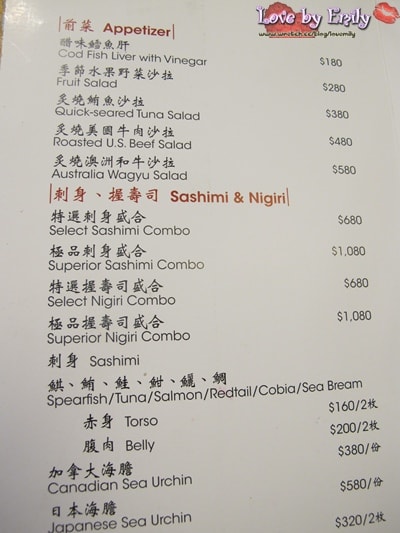 Love by Emily
www.wretch.cc/blog/lovemily
前菜 Appetizer
醋味鱈魚肝
Cod Fish Liver with Vinegar $180
季節水果野菜沙拉
Fruit Salad $280
炙燒鮪魚沙拉
Quick-seared Tuna Salad $380
炙燒美國牛肉沙拉
Roasted U.S. Beef Salad $480
炙燒澳洲和牛沙拉
Australia Wagyu Salad $580
刺身、握壽司 Sashimi & Nigiri
特選刺身盛合
Select Sashimi Combo $680
極品刺身盛合
Superior Sashimi Combo $1,080
特選握壽司盛合
Select Nigiri Combo $680
極品握壽司盛合
Superior Nigiri Combo $1,080
刺身 Sashimi
鯕、鮪、鮭、魽、鱺、鯛
Spearfish/Tuna/Salmon/Redtail/Cobia/Sea Bream
赤身 Torso $160/2枚
腹肉 Belly $200/2枚
加拿大海膽 $380/份
Canadian Sea Urchin
日本海膽 $580/份
Japanese Sea Urchin
$320/2枚